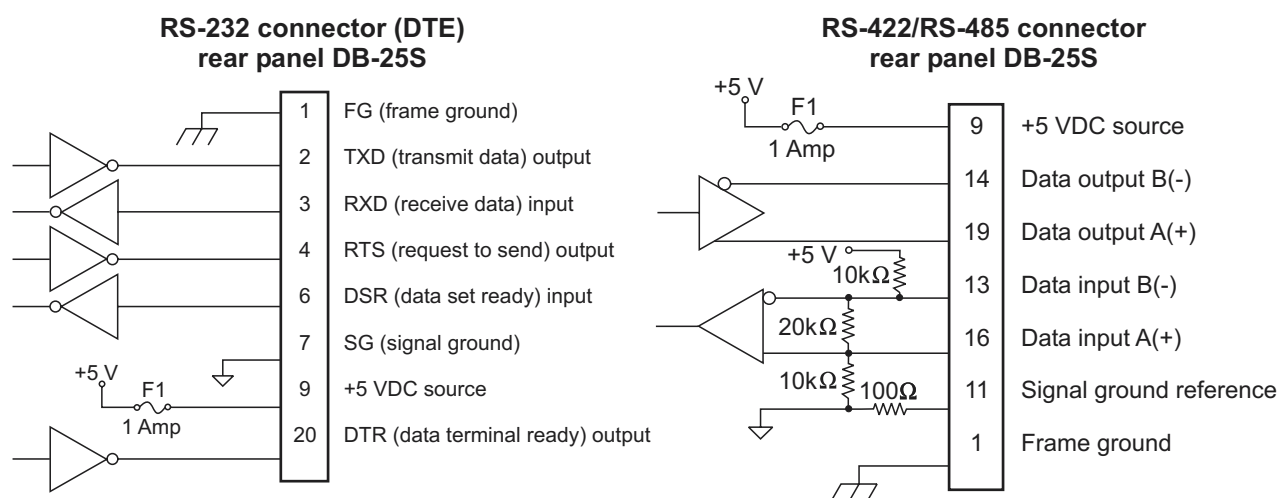 RS-232 connector (DTE)
rear panel DB-25S
1 FG (frame ground)
2 TXD (transmit data) output
3 RXD (receive data) input
4 RTS (request to send) output
6 DSR (data set ready) input
7 SG (signal ground)
+5 V
F1
1 Amp
9 +5 VDC source
20 DTR (data terminal ready) output
RS-422/RS-485 connector
rear panel DB-25S
+5 V
F1
1 Amp
9 +5 VDC source
14 Data output B(-)
19 Data output A(+)
+5 V
10kΩ
13 Data input B(-)
20kΩ
16 Data input A(+)
10kΩ
100Ω
11 Signal ground reference
1 Frame ground